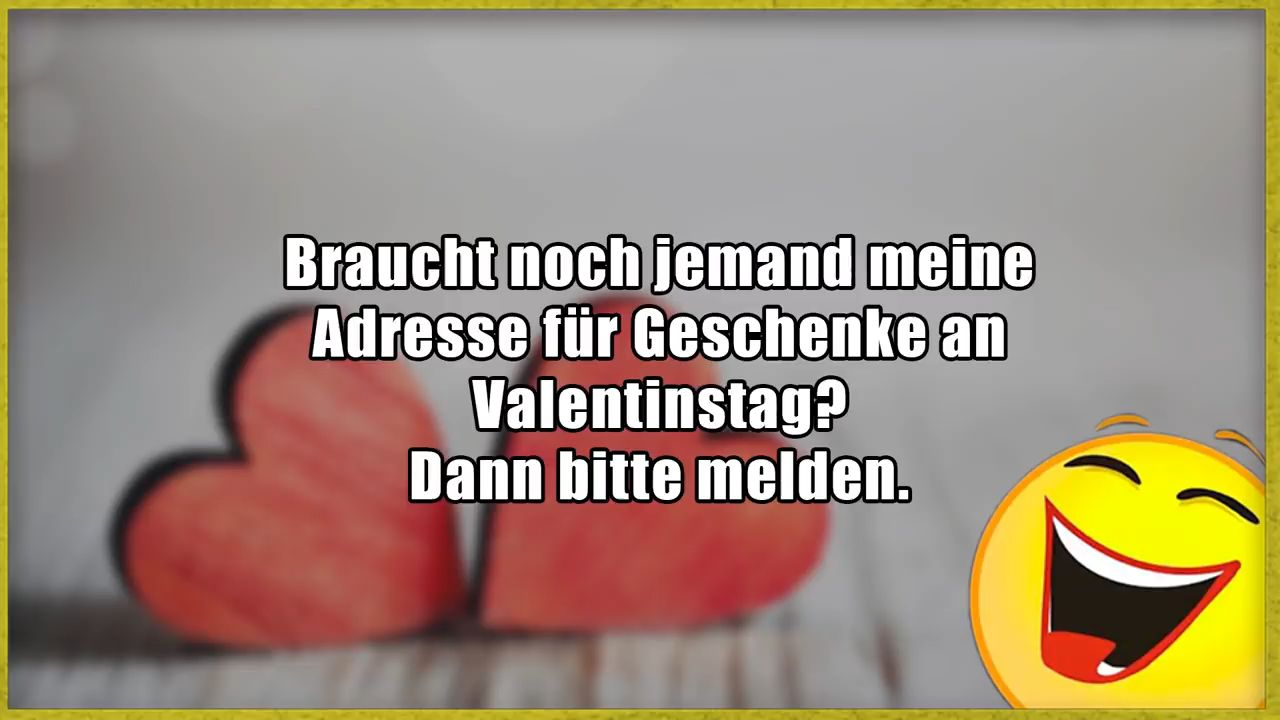 Braucht noch jemand meine
Adresse für Geschenke an
Valentinstag?
Dann bitte melden.